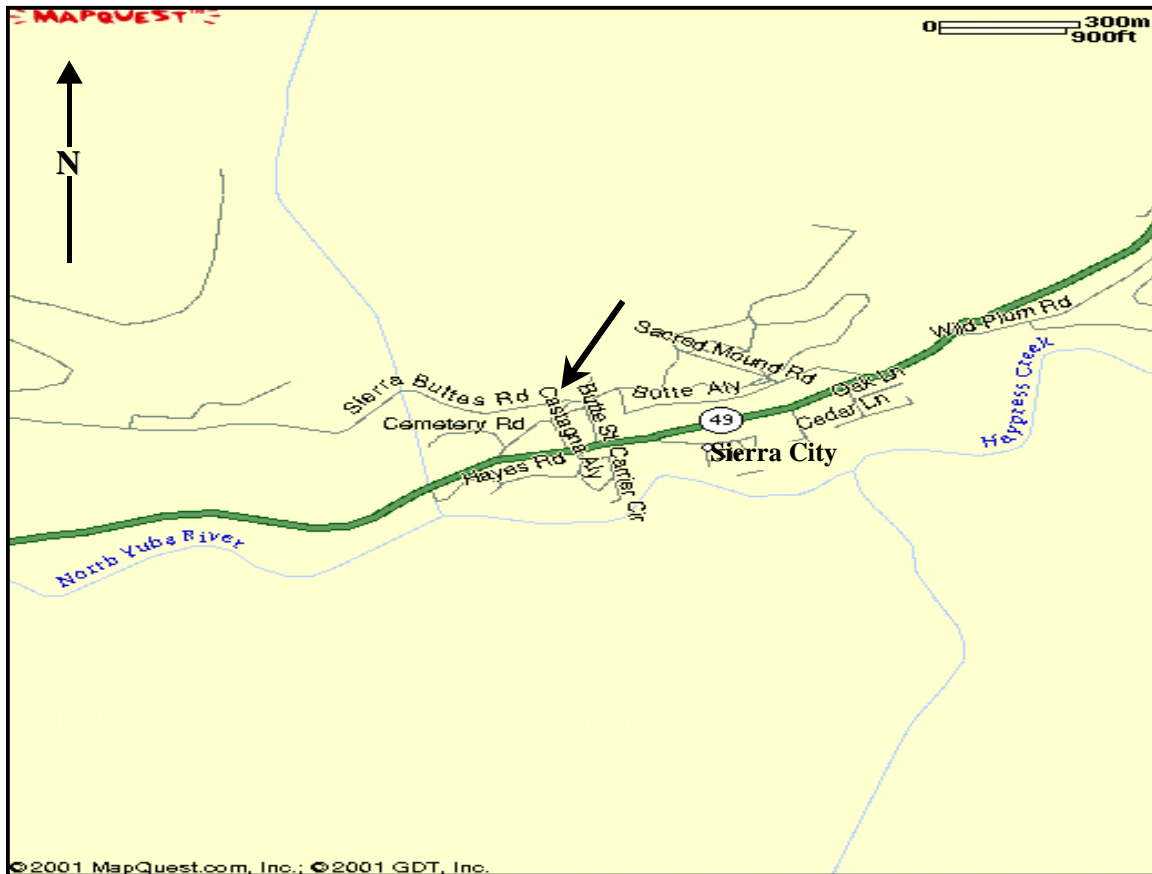 MAPQUEST™
0 300m
900ft
N
Wild Plum Rd
Sacred Mound Rd
Haypress Creek
Sierra Buttes Rd
Butte Aly
Oak Ln
Castagna Aly
Butte St
Cedar Ln
Cemetery Rd
49
Sierra City
Hayes Rd
Carrier Cir
North Yuba River
©2001 MapQuest.com, Inc.; ©2001 GDT, Inc.